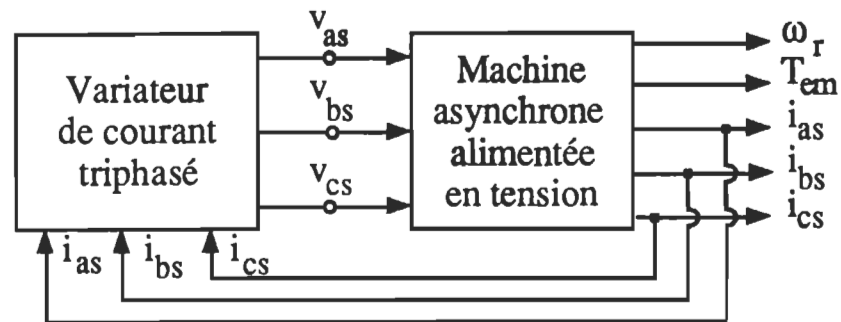 Variateur
de courant
triphasé
v_as
v_bs
v_cs
Machine
asynchrone
alimentée
en tension
ω_r
T_em
i_as
i_bs
i_cs
i_as
i_bs
i_cs